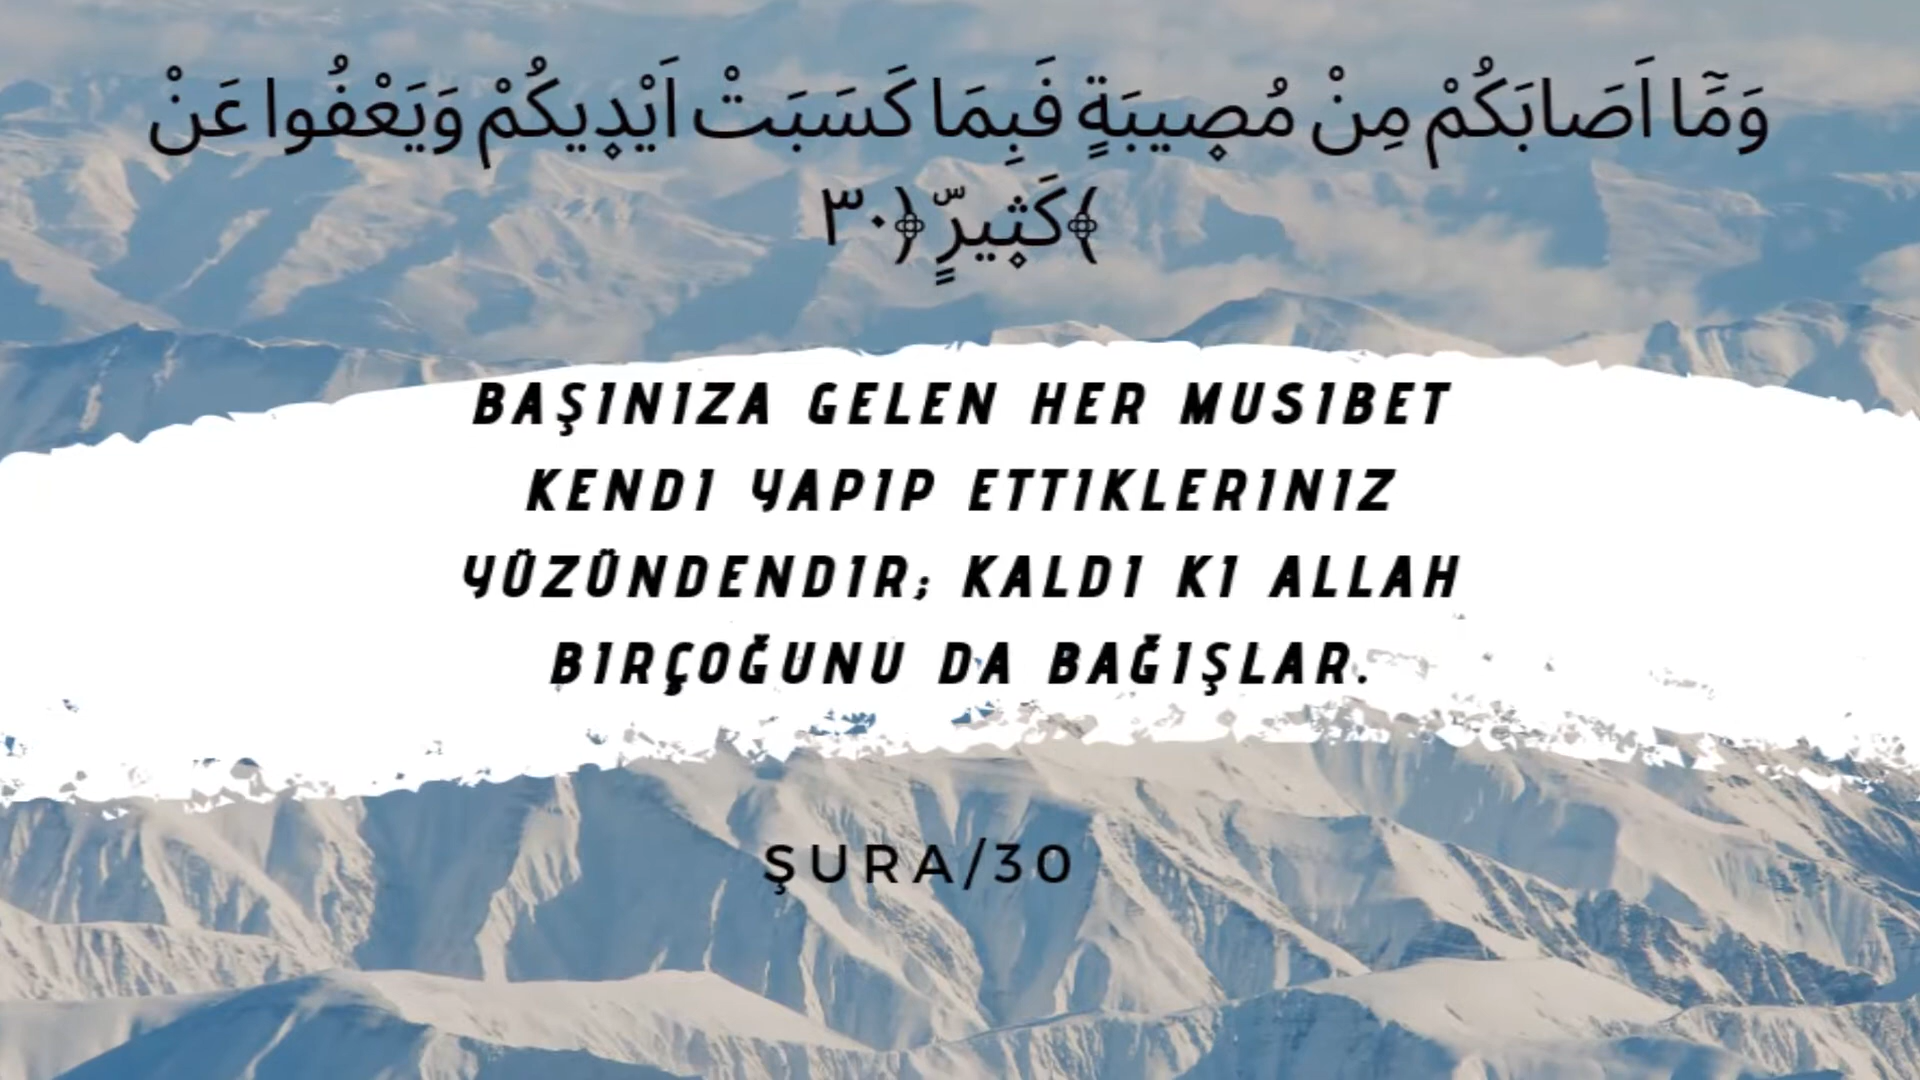 وَمَٓا اَصَابَكُمْ مِنْ مُصٖيبَةٍ فَبِمَا كَسَبَتْ اَيْدٖيكُمْ وَيَعْفُوا عَنْ
﴾كَثٖيرٍّ ﴿٣٠
BAŞINIZA GELEN HER MUSIBET
KENDI YAPIP ETTIKLERINIZ
YÜZÜNDENDIR; KALDI KI ALLAH
BIRÇOĞUNU DA BAĞIŞLAR.
ŞURA/30